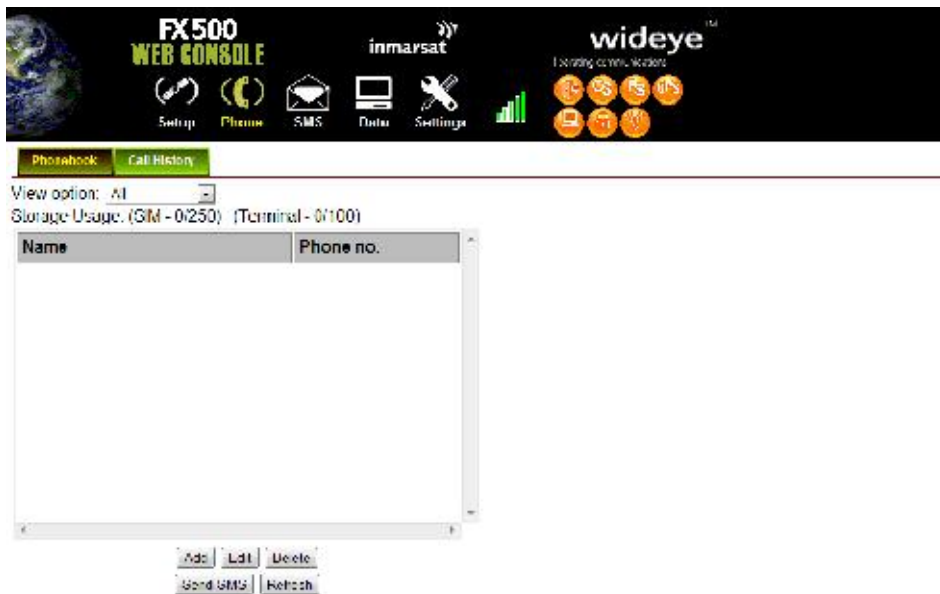 FX500
WEB CONSOLE
inmarsat
wideye™
Setup Phone SMS Data Settings
Phonebook Call History
View option: All
Storage Usage: (SIM - 0/250) (Terminal - 0/100)
Name Phone no.
Add Edit Delete
Send SMS Refresh